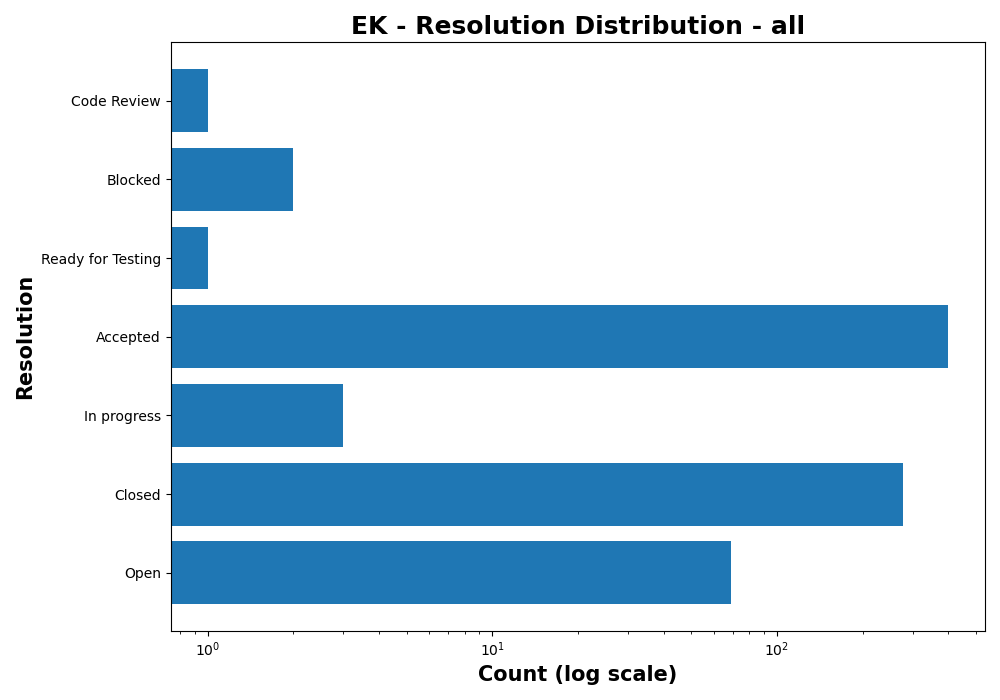 EK - Resolution Distribution - all
Resolution
Code Review
Blocked
Ready for Testing
Accepted
In progress
Closed
Open
10⁰ 10¹ 10²
Count (log scale)